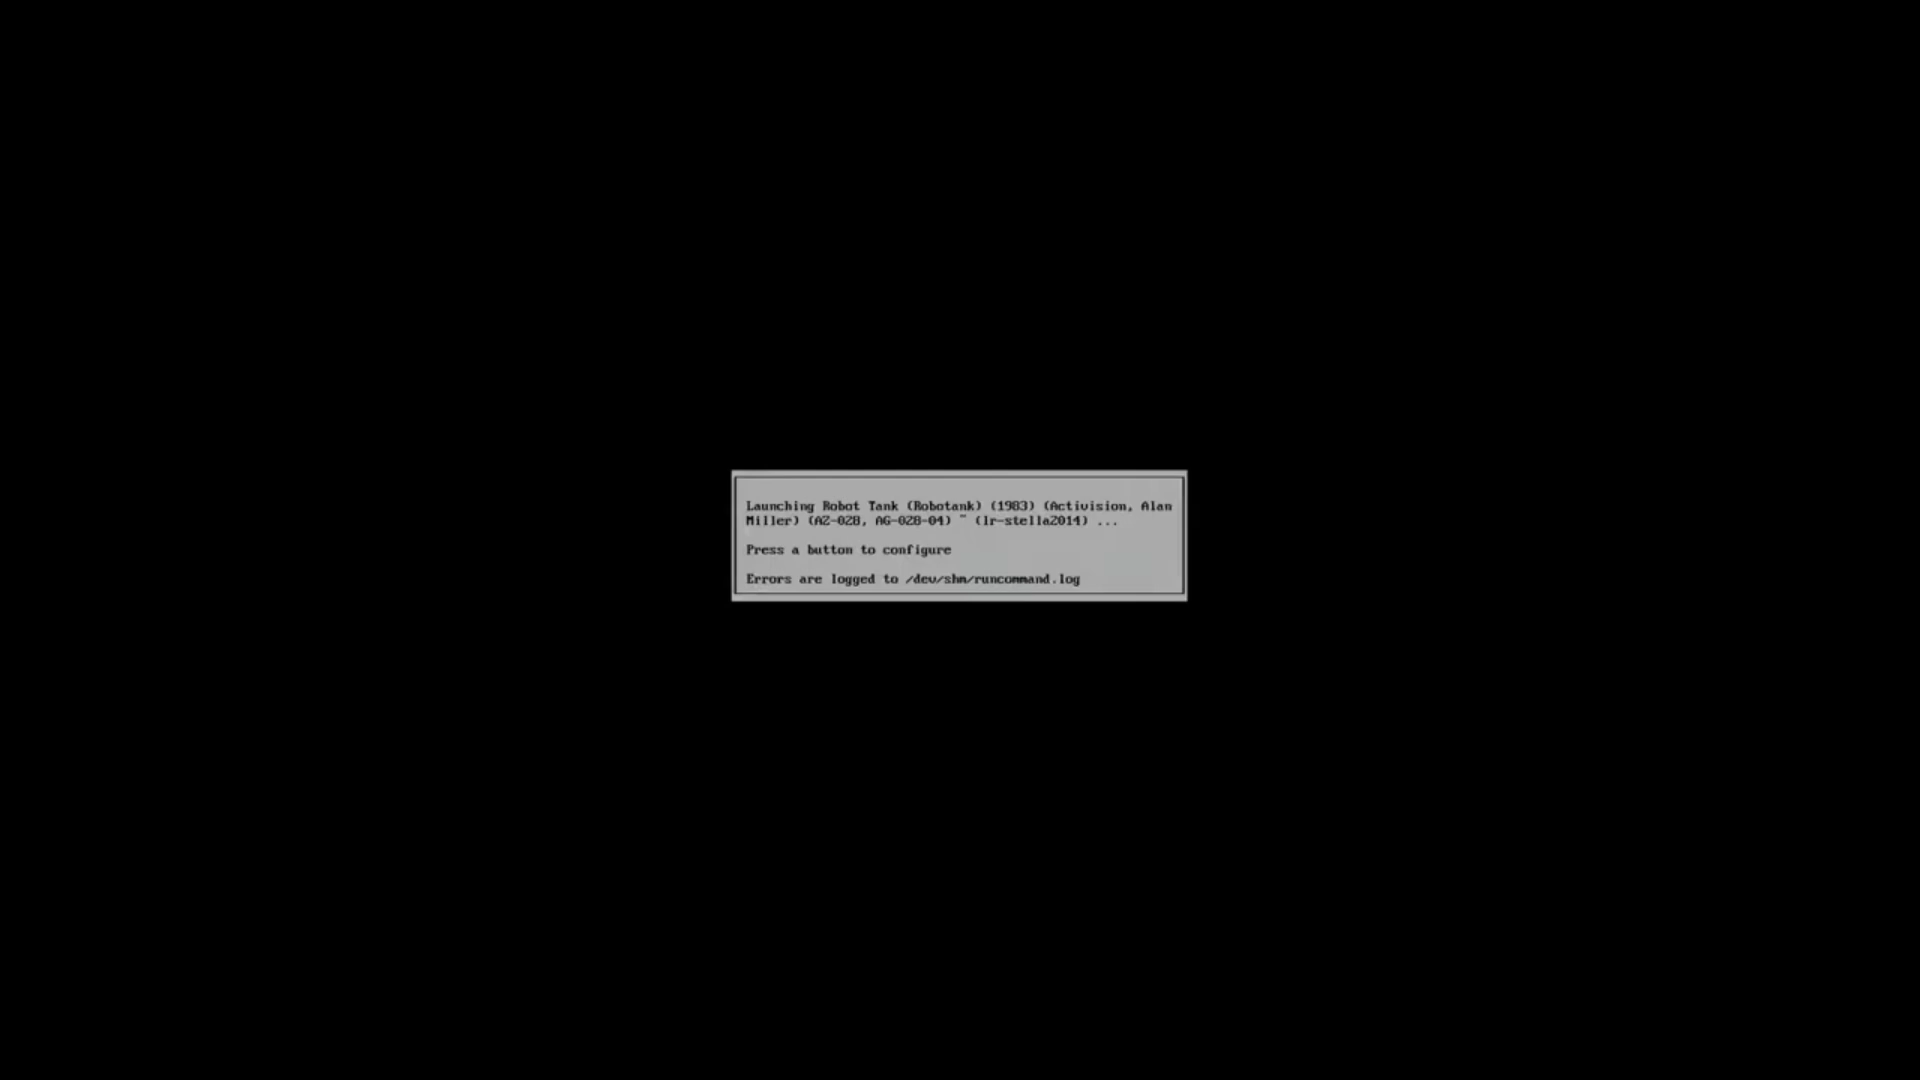 Launching Robot Tank (Robotank) (1983) (Activision, Alan
Miller) (AZ-028, AG-028-04) ~ (lr-stella2014) ...
Press a button to configure
Errors are logged to /dev/shm/runcommand.log